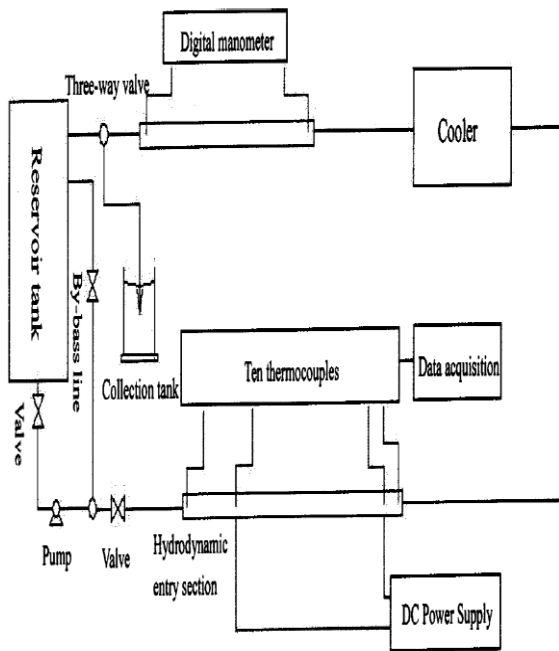 Digital manometer
Three-way valve
Cooler
Reservoir tank
By-bass line
Collection tank
Ten thermocouples
Data acquisition
Valve
Pump
Valve
Hydrodynamic
entry section
DC Power Supply